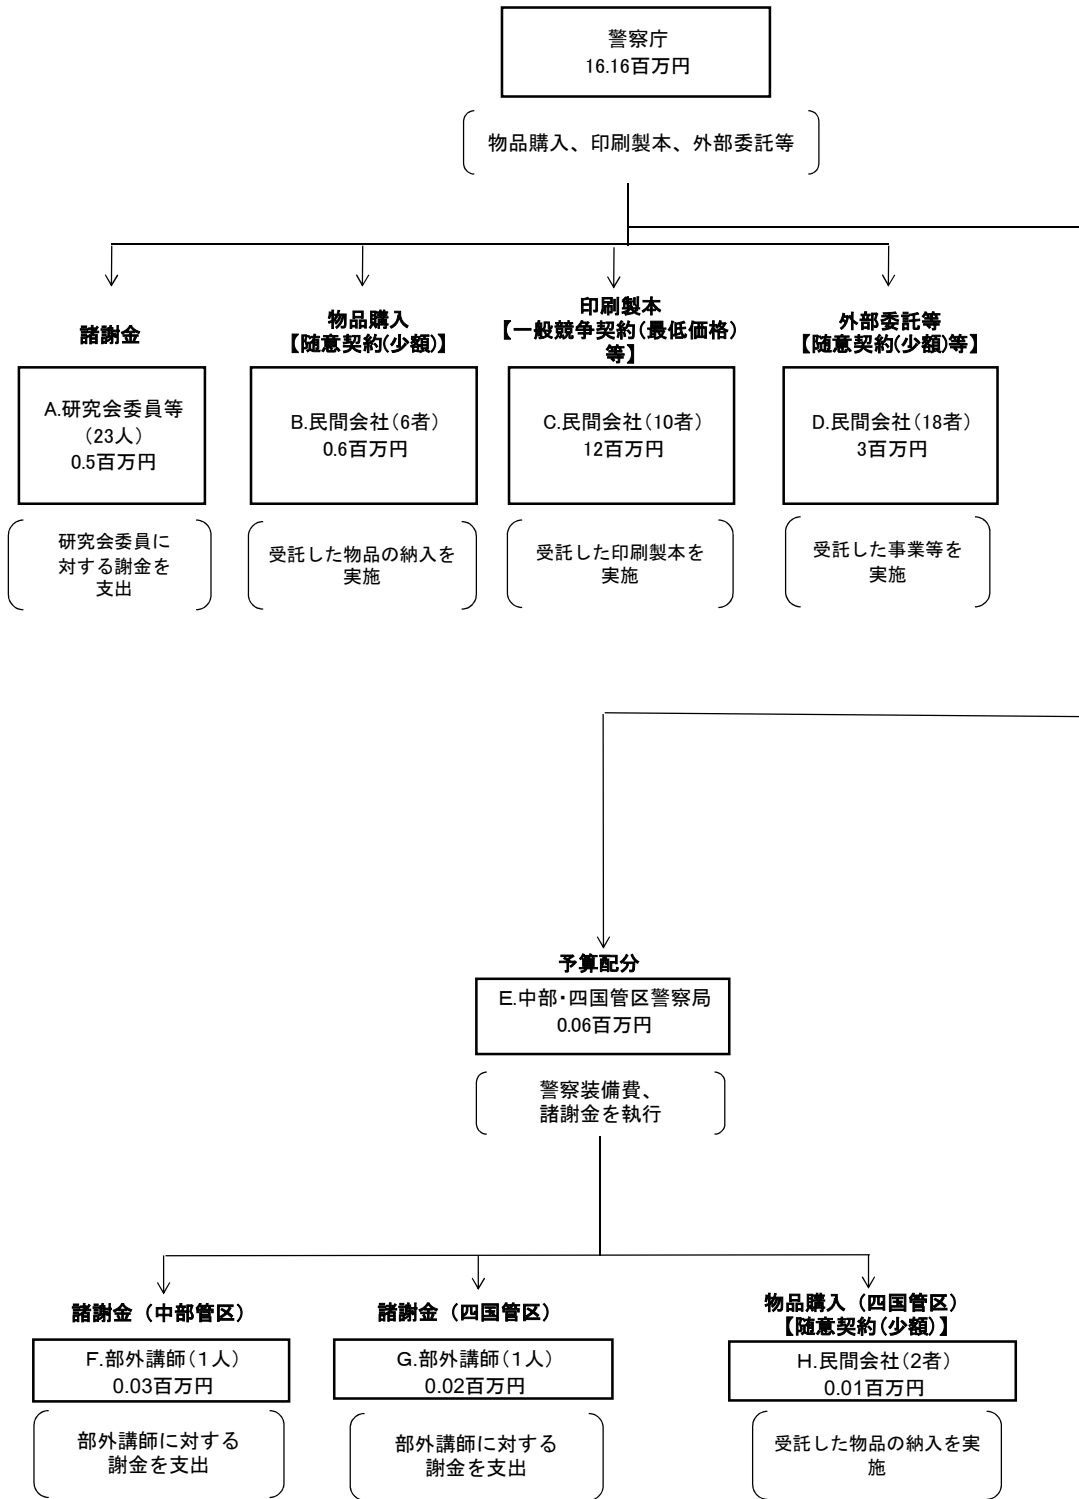 警察庁
16.16百万円
物品購入、印刷製本、外部委託等
諸謝金
物品購入
【随意契約(少額)】
印刷製本
【一般競争契約(最低価格)
等】
外部委託等
【随意契約(少額)等】
A.研究会委員等
(23人)
0.5百万円
B.民間会社(6者)
0.6百万円
C.民間会社(10者)
12百万円
D.民間会社(18者)
3百万円
研究会委員に
対する謝金を
支出
受託した物品の納入を
実施
受託した印刷製本を
実施
受託した事業等を
実施
予算配分
E.中部・四国管区警察局
0.06百万円
警察装備費、
諸謝金を執行
諸謝金(中部管区)
諸謝金(四国管区)
物品購入(四国管区)
【随意契約(少額)】
F.部外講師(1人)
0.03百万円
G.部外講師(1人)
0.02百万円
H.民間会社(2者)
0.01百万円
部外講師に対する
謝金を支出
部外講師に対する
謝金を支出
受託した物品の納入を実
施